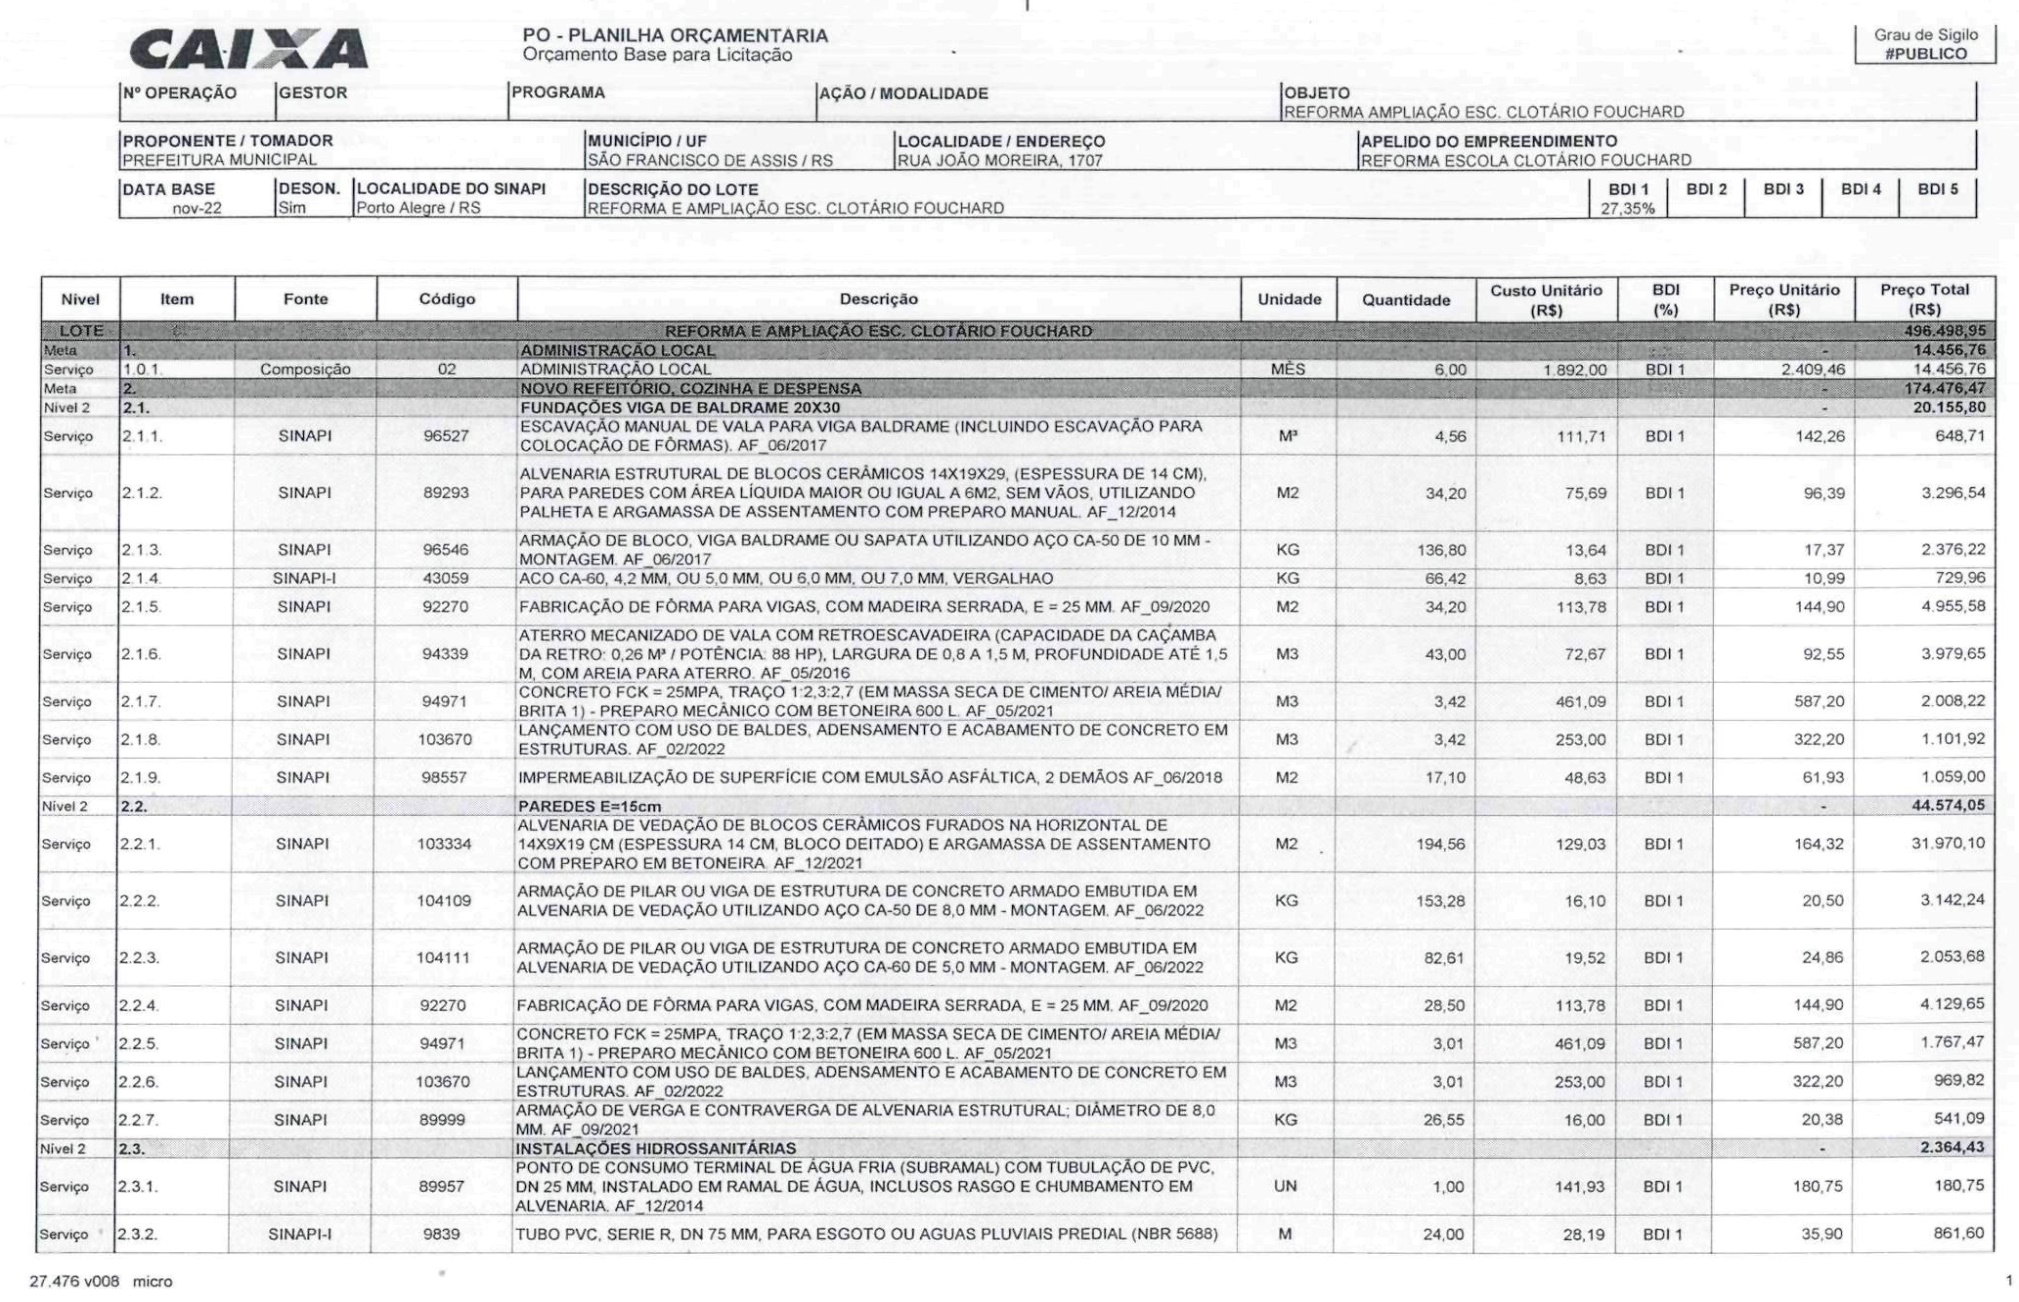 CAIXA
PO - PLANILHA ORÇAMENTARIA
Orçamento Base para Licitação
Grau de Sigilo
#PUBLICO
Nº OPERAÇÃO GESTOR PROGRAMA AÇÃO / MODALIDADE OBJETO
REFORMA AMPLIAÇÃO ESC. CLOTÁRIO FOUCHARD
PROPONENTE / TOMADOR MUNICÍPIO / UF LOCALIDADE / ENDEREÇO APELIDO DO EMPREENDIMENTO
PREFEITURA MUNICIPAL SÃO FRANCISCO DE ASSIS / RS RUA JOÃO MOREIRA, 1707 REFORMA ESCOLA CLOTÁRIO FOUCHARD
DATA BASE DESON. LOCALIDADE DO SINAPI DESCRIÇÃO DO LOTE BDI 1 BDI 2 BDI 3 BDI 4 BDI 5
nov-22 Sim Porto Alegre / RS REFORMA E AMPLIAÇÃO ESC. CLOTÁRIO FOUCHARD 27,35%
Nível Item Fonte Código Descrição Unidade Quantidade Custo Unitário (R$) BDI (%) Preço Unitário (R$) Preço Total (R$)
LOTE REFORMA E AMPLIAÇÃO ESC. CLOTÁRIO FOUCHARD 496.498,95
Meta 1. ADMINISTRAÇÃO LOCAL - 14.456,76
Serviço 1.0.1. Composição 02 ADMINISTRAÇÃO LOCAL MÊS 6,00 1.892,00 BDI 1 2.409,46 14.456,76
Meta 2. NOVO REFEITÓRIO, COZINHA E DESPENSA - 174.476,47
Nível 2 2.1. FUNDAÇÕES VIGA DE BALDRAME 20X30 - 20.155,80
Serviço 2.1.1. SINAPI 96527 ESCAVAÇÃO MANUAL DE VALA PARA VIGA BALDRAME (INCLUINDO ESCAVAÇÃO PARA
COLOCAÇÃO DE FÔRMAS). AF_06/2017 M³ 4,56 111,71 BDI 1 142,26 648,71
ALVENARIA ESTRUTURAL DE BLOCOS CERÂMICOS 14X19X29, (ESPESSURA DE 14 CM),
Serviço 2.1.2. SINAPI 89293 PARA PAREDES COM ÁREA LÍQUIDA MAIOR OU IGUAL A 6M2, SEM VÃOS, UTILIZANDO M2 34,20 75,69 BDI 1 96,39 3.296,54
PALHETA E ARGAMASSA DE ASSENTAMENTO COM PREPARO MANUAL. AF_12/2014
Serviço 2.1.3. SINAPI 96546 ARMAÇÃO DE BLOCO, VIGA BALDRAME OU SAPATA UTILIZANDO AÇO CA-50 DE 10 MM -
MONTAGEM. AF_06/2017 KG 136,80 13,64 BDI 1 17,37 2.376,22
Serviço 2.1.4. SINAPI-I 43059 ACO CA-60, 4,2 MM, OU 5,0 MM, OU 6,0 MM, OU 7,0 MM, VERGALHAO KG 66,42 8,63 BDI 1 10,99 729,96
Serviço 2.1.5. SINAPI 92270 FABRICAÇÃO DE FÔRMA PARA VIGAS, COM MADEIRA SERRADA, E = 25 MM. AF_09/2020 M2 34,20 113,78 BDI 1 144,90 4.955,58
ATERRO MECANIZADO DE VALA COM RETROESCAVADEIRA (CAPACIDADE DA CAÇAMBA
Serviço 2.1.6. SINAPI 94339 DA RETRO: 0,26 M³ / POTÊNCIA: 88 HP), LARGURA DE 0,8 A 1,5 M, PROFUNDIDADE ATÉ 1,5 M3 43,00 72,67 BDI 1 92,55 3.979,65
M, COM AREIA PARA ATERRO. AF_05/2016
Serviço 2.1.7. SINAPI 94971 CONCRETO FCK = 25MPA, TRAÇO 1:2,3:2,7 (EM MASSA SECA DE CIMENTO/ AREIA MÉDIA/
BRITA 1) - PREPARO MECÂNICO COM BETONEIRA 600 L. AF_05/2021 M3 3,42 461,09 BDI 1 587,20 2.008,22
Serviço 2.1.8. SINAPI 103670 LANÇAMENTO COM USO DE BALDES, ADENSAMENTO E ACABAMENTO DE CONCRETO EM
ESTRUTURAS. AF_02/2022 M3 3,42 253,00 BDI 1 322,20 1.101,92
Serviço 2.1.9. SINAPI 98557 IMPERMEABILIZAÇÃO DE SUPERFÍCIE COM EMULSÃO ASFÁLTICA, 2 DEMÃOS AF_06/2018 M2 17,10 48,63 BDI 1 61,93 1.059,00
Nível 2 2.2. PAREDES E=15cm - 44.574,05
ALVENARIA DE VEDAÇÃO DE BLOCOS CERÂMICOS FURADOS NA HORIZONTAL DE
Serviço 2.2.1. SINAPI 103334 14X9X19 CM (ESPESSURA 14 CM, BLOCO DEITADO) E ARGAMASSA DE ASSENTAMENTO M2 194,56 129,03 BDI 1 164,32 31.970,10
COM PREPARO EM BETONEIRA. AF_12/2021
Serviço 2.2.2. SINAPI 104109 ARMAÇÃO DE PILAR OU VIGA DE ESTRUTURA DE CONCRETO ARMADO EMBUTIDA EM
ALVENARIA DE VEDAÇÃO UTILIZANDO AÇO CA-50 DE 8,0 MM - MONTAGEM. AF_06/2022 KG 153,28 16,10 BDI 1 20,50 3.142,24
Serviço 2.2.3. SINAPI 104111 ARMAÇÃO DE PILAR OU VIGA DE ESTRUTURA DE CONCRETO ARMADO EMBUTIDA EM
ALVENARIA DE VEDAÇÃO UTILIZANDO AÇO CA-60 DE 5,0 MM - MONTAGEM. AF_06/2022 KG 82,61 19,52 BDI 1 24,86 2.053,68
Serviço 2.2.4. SINAPI 92270 FABRICAÇÃO DE FÔRMA PARA VIGAS, COM MADEIRA SERRADA, E = 25 MM. AF_09/2020 M2 28,50 113,78 BDI 1 144,90 4.129,65
Serviço 2.2.5. SINAPI 94971 CONCRETO FCK = 25MPA, TRAÇO 1:2,3:2,7 (EM MASSA SECA DE CIMENTO/ AREIA MÉDIA/
BRITA 1) - PREPARO MECÂNICO COM BETONEIRA 600 L. AF_05/2021 M3 3,01 461,09 BDI 1 587,20 1.767,47
Serviço 2.2.6. SINAPI 103670 LANÇAMENTO COM USO DE BALDES, ADENSAMENTO E ACABAMENTO DE CONCRETO EM
ESTRUTURAS. AF_02/2022 M3 3,01 253,00 BDI 1 322,20 969,82
Serviço 2.2.7. SINAPI 89999 ARMAÇÃO DE VERGA E CONTRAVERGA DE ALVENARIA ESTRUTURAL; DIÂMETRO DE 8,0
MM. AF_09/2021 KG 26,55 16,00 BDI 1 20,38 541,09
Nível 2 2.3. INSTALAÇÕES HIDROSSANITÁRIAS - 2.364,43
PONTO DE CONSUMO TERMINAL DE ÁGUA FRIA (SUBRAMAL) COM TUBULAÇÃO DE PVC,
Serviço 2.3.1. SINAPI 89957 DN 25 MM, INSTALADO EM RAMAL DE ÁGUA, INCLUSOS RASGO E CHUMBAMENTO EM UN 1,00 141,93 BDI 1 180,75 180,75
ALVENARIA. AF_12/2014
Serviço 2.3.2. SINAPI-I 9839 TUBO PVC, SERIE R, DN 75 MM, PARA ESGOTO OU AGUAS PLUVIAIS PREDIAL (NBR 5688) M 24,00 28,19 BDI 1 35,90 861,60
27.476 v008 micro 1